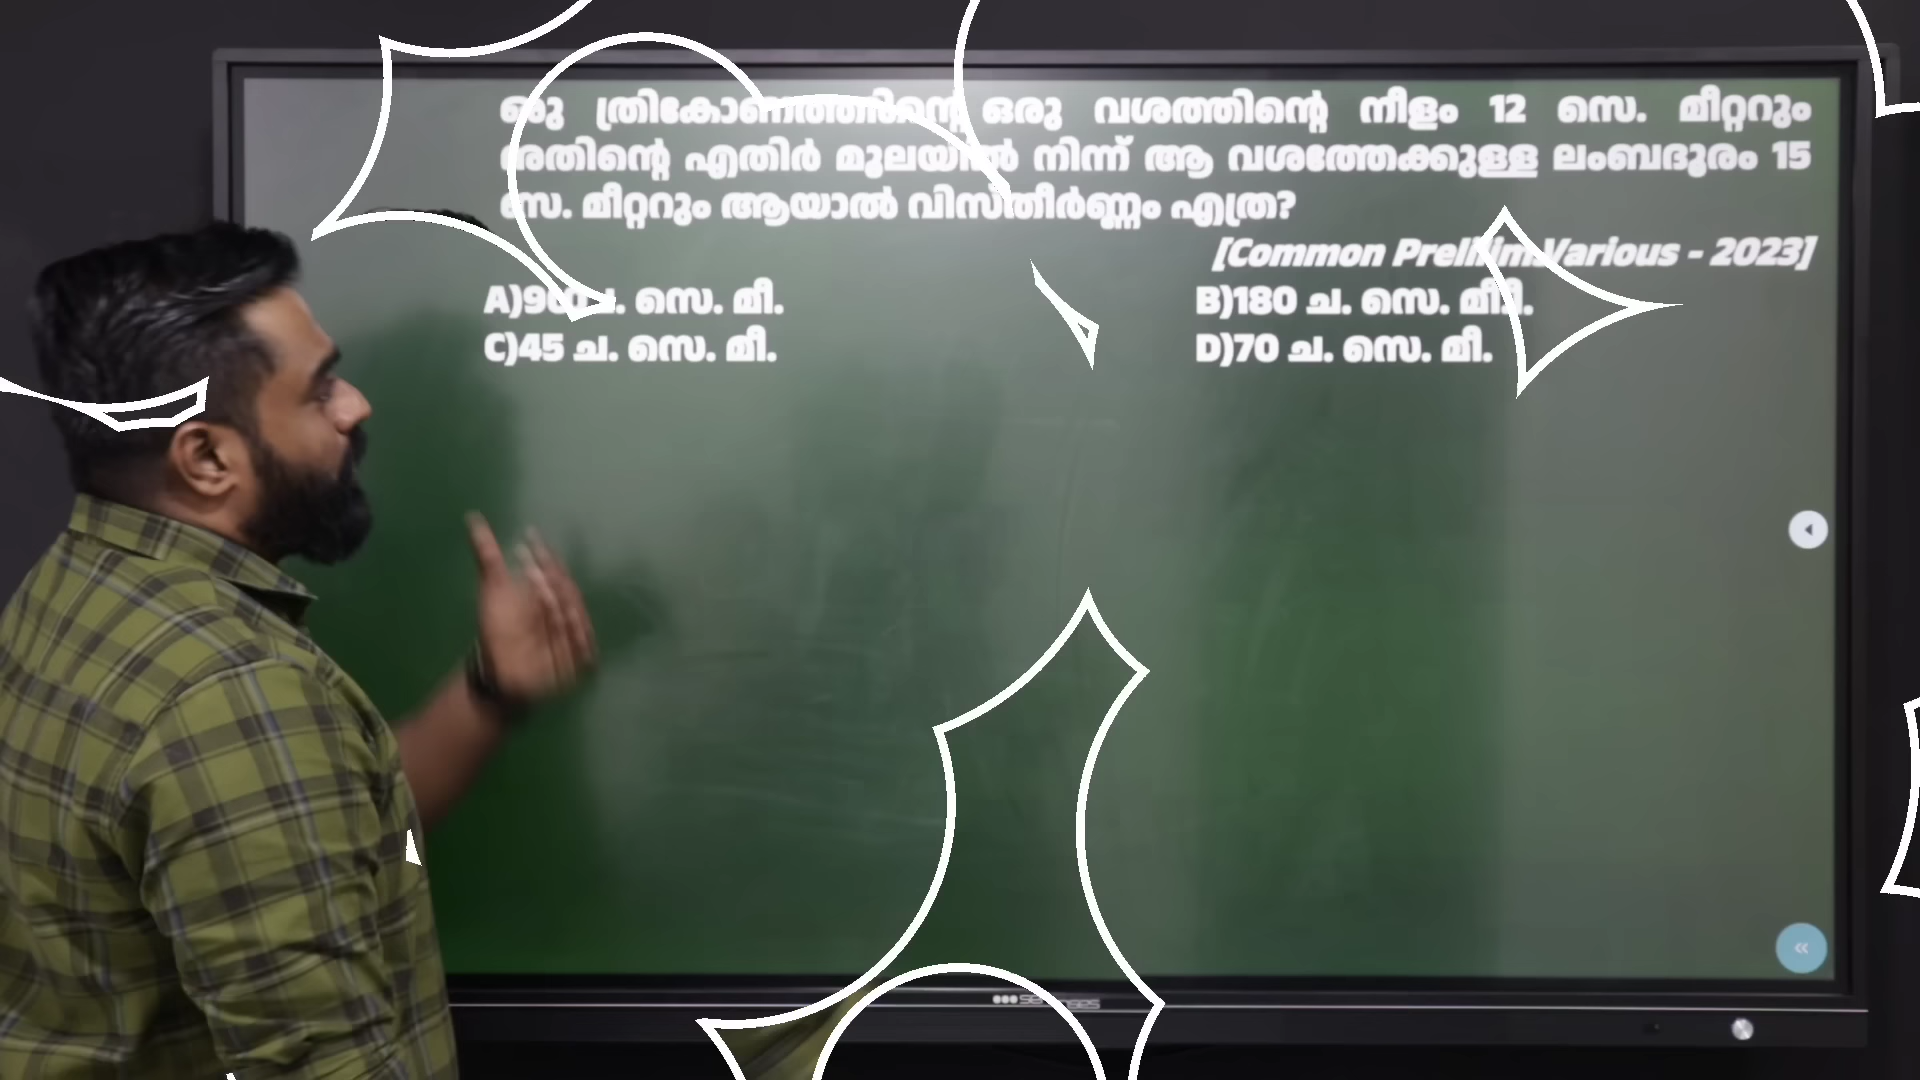 ഒരു ത്രികോണത്തിന്റെ ഒരു വശത്തിന്റെ നീളം 12 സെ. മീറ്ററും
അതിന്റെ എതിർ മൂലയിൽ നിന്ന് ആ വശത്തേക്കുള്ള ലംബദൂരം 15
സെ. മീറ്ററും ആയാൽ വിസ്തീർണ്ണം എത്ര?
[Common Prelims Various - 2023]
A)90 ച. സെ. മീ.
B)180 ച. സെ. മീ.
C)45 ച. സെ. മീ.
D)70 ച. സെ. മീ.